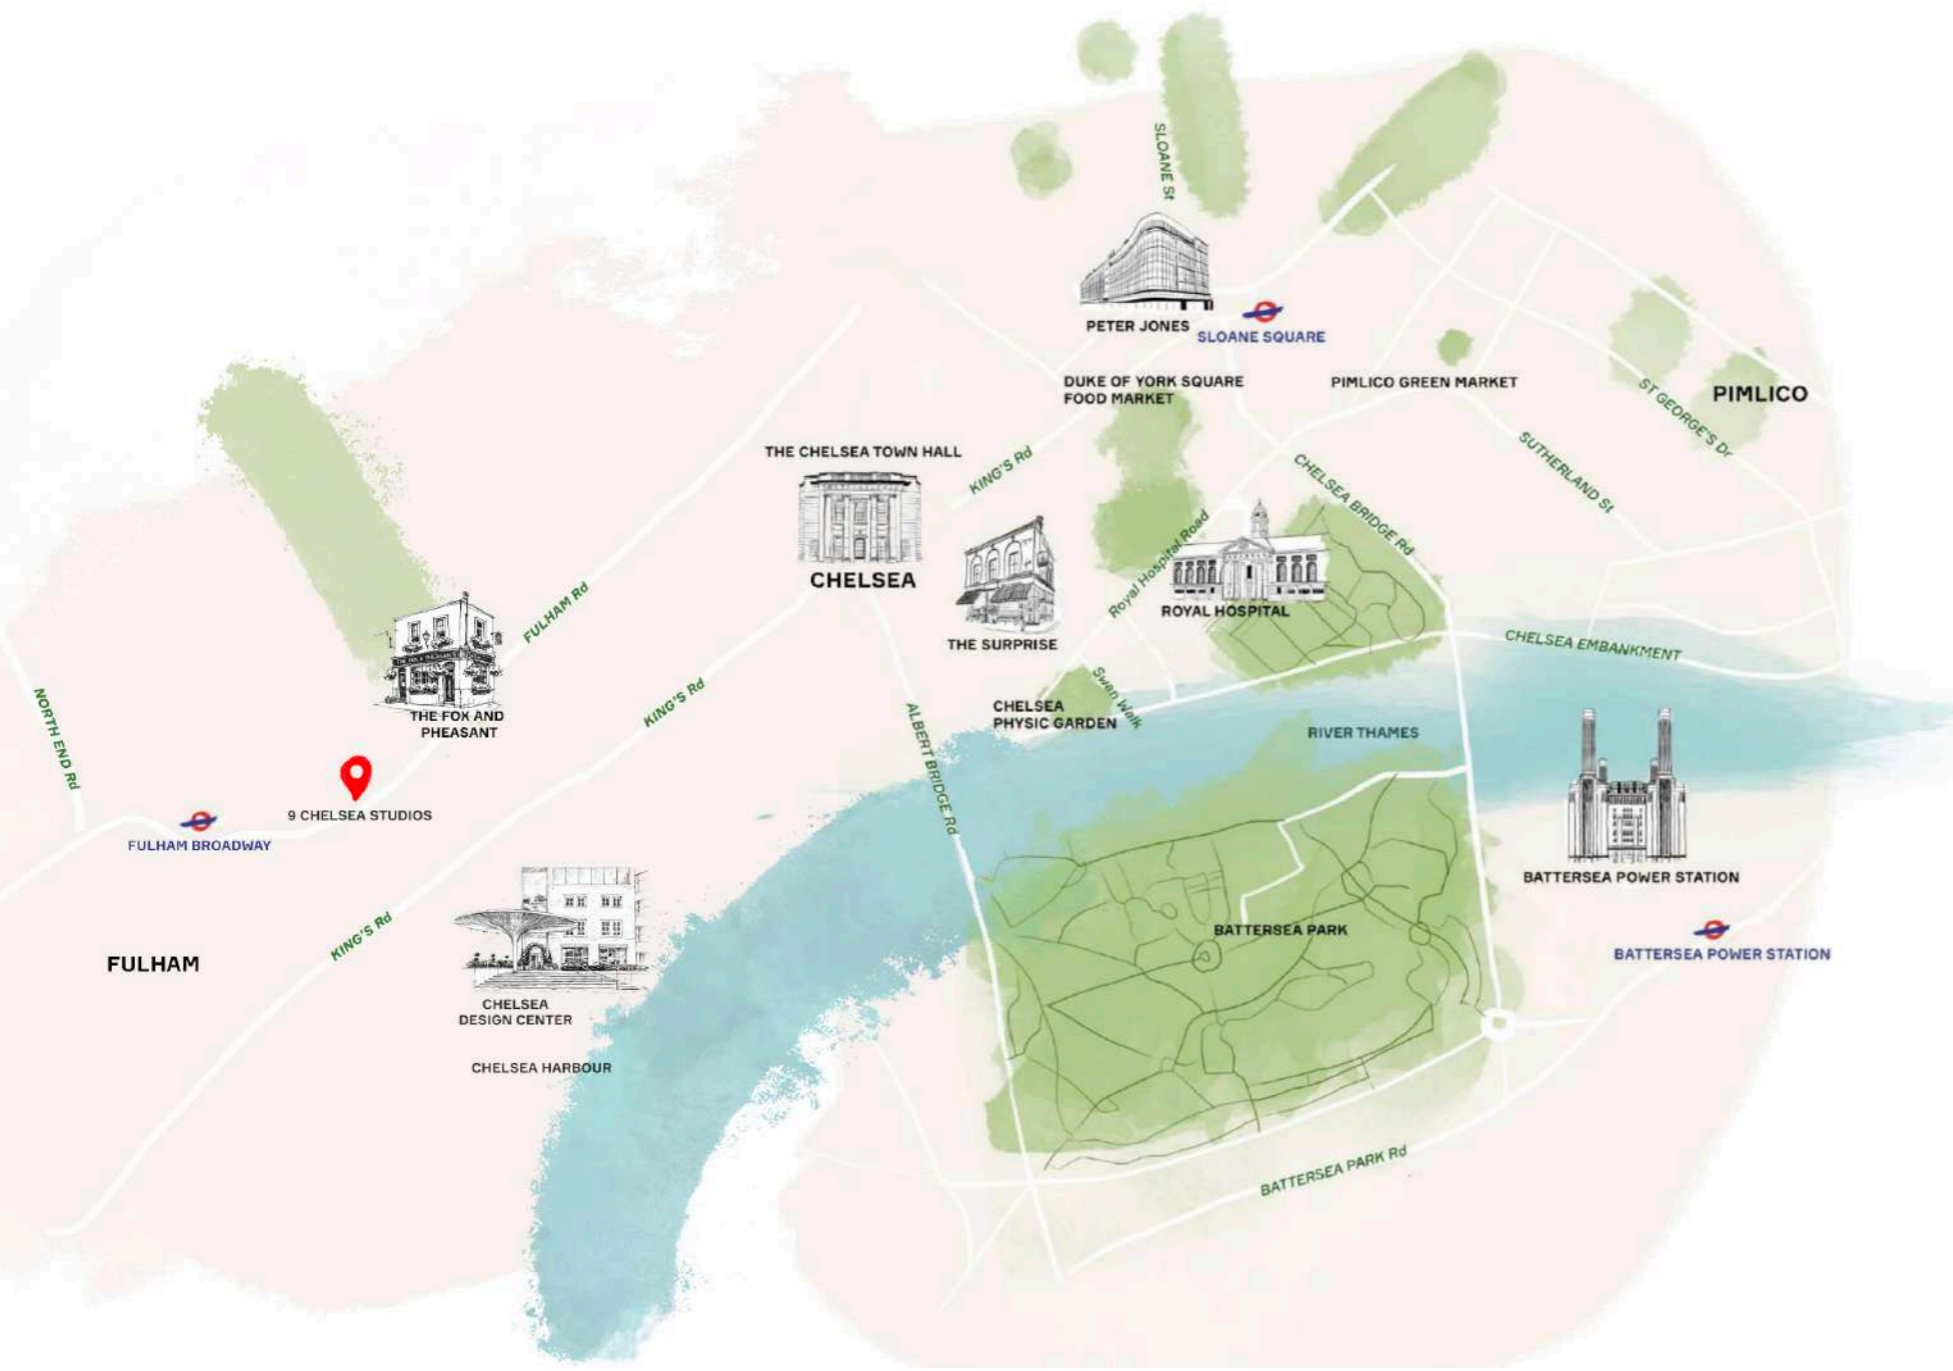 SLOANE St
PETER JONES
SLOANE SQUARE
DUKE OF YORK SQUARE
FOOD MARKET
PIMLICO GREEN MARKET
ST GEORGE'S Dr
PIMLICO
THE CHELSEA TOWN HALL
KING'S Rd
CHELSEA BRIDGE Rd
SUTHERLAND St
CHELSEA
Royal Hospital Road
ROYAL HOSPITAL
THE SURPRISE
FULHAM Rd
CHELSEA EMBANKMENT
THE FOX & PHEASANT
THE FOX AND
PHEASANT
NORTH END Rd
KING'S Rd
ALBERT BRIDGE Rd
CHELSEA
PHYSIC GARDEN
Swan Walk
RIVER THAMES
9 CHELSEA STUDIOS
FULHAM BROADWAY
BATTERSEA POWER STATION
KING'S Rd
BATTERSEA PARK
BATTERSEA POWER STATION
FULHAM
CHELSEA
DESIGN CENTER
CHELSEA HARBOUR
BATTERSEA PARK Rd